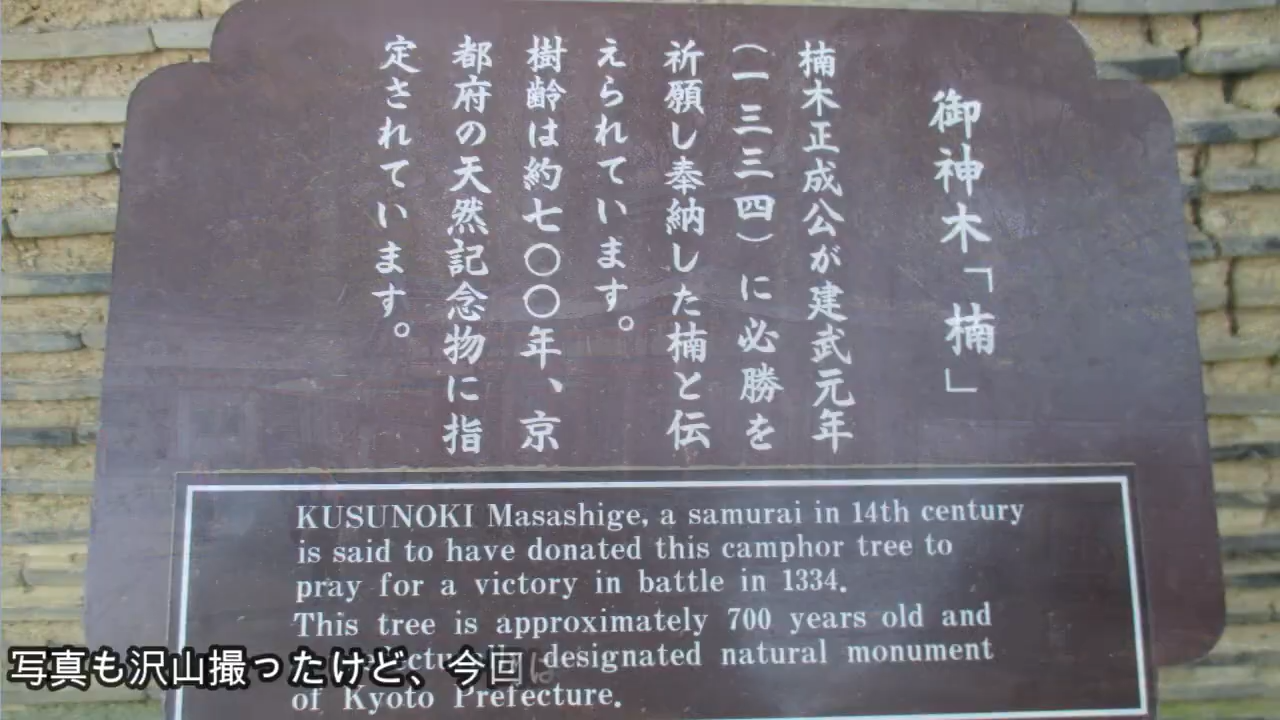 御神木「楠」
楠木正成公が建武元年
（一三三四）に必勝を
祈願し奉納した楠と伝
えられています。
樹齢は約七〇〇年、京
都府の天然記念物に指
定されています。
KUSUNOKI Masashige, a samurai in 14th century
is said to have donated this camphor tree to
pray for a victory in battle in 1334.
This tree is approximately 700 years old and
designated natural monument
of Kyoto Prefecture.
写真も沢山撮ったけど、今回は